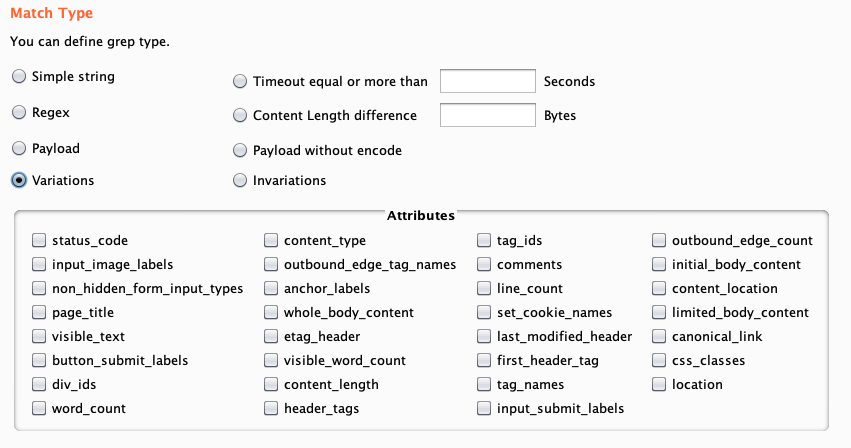 Match Type
You can define grep type.
Simple string
Timeout equal or more than Seconds
Regex
Content Length difference Bytes
Payload
Payload without encode
Variations
Invariations
Attributes
status_code content_type tag_ids outbound_edge_count
input_image_labels outbound_edge_tag_names comments initial_body_content
non_hidden_form_input_types anchor_labels line_count content_location
page_title whole_body_content set_cookie_names limited_body_content
visible_text etag_header last_modified_header canonical_link
button_submit_labels visible_word_count first_header_tag css_classes
div_ids content_length tag_names location
word_count header_tags input_submit_labels